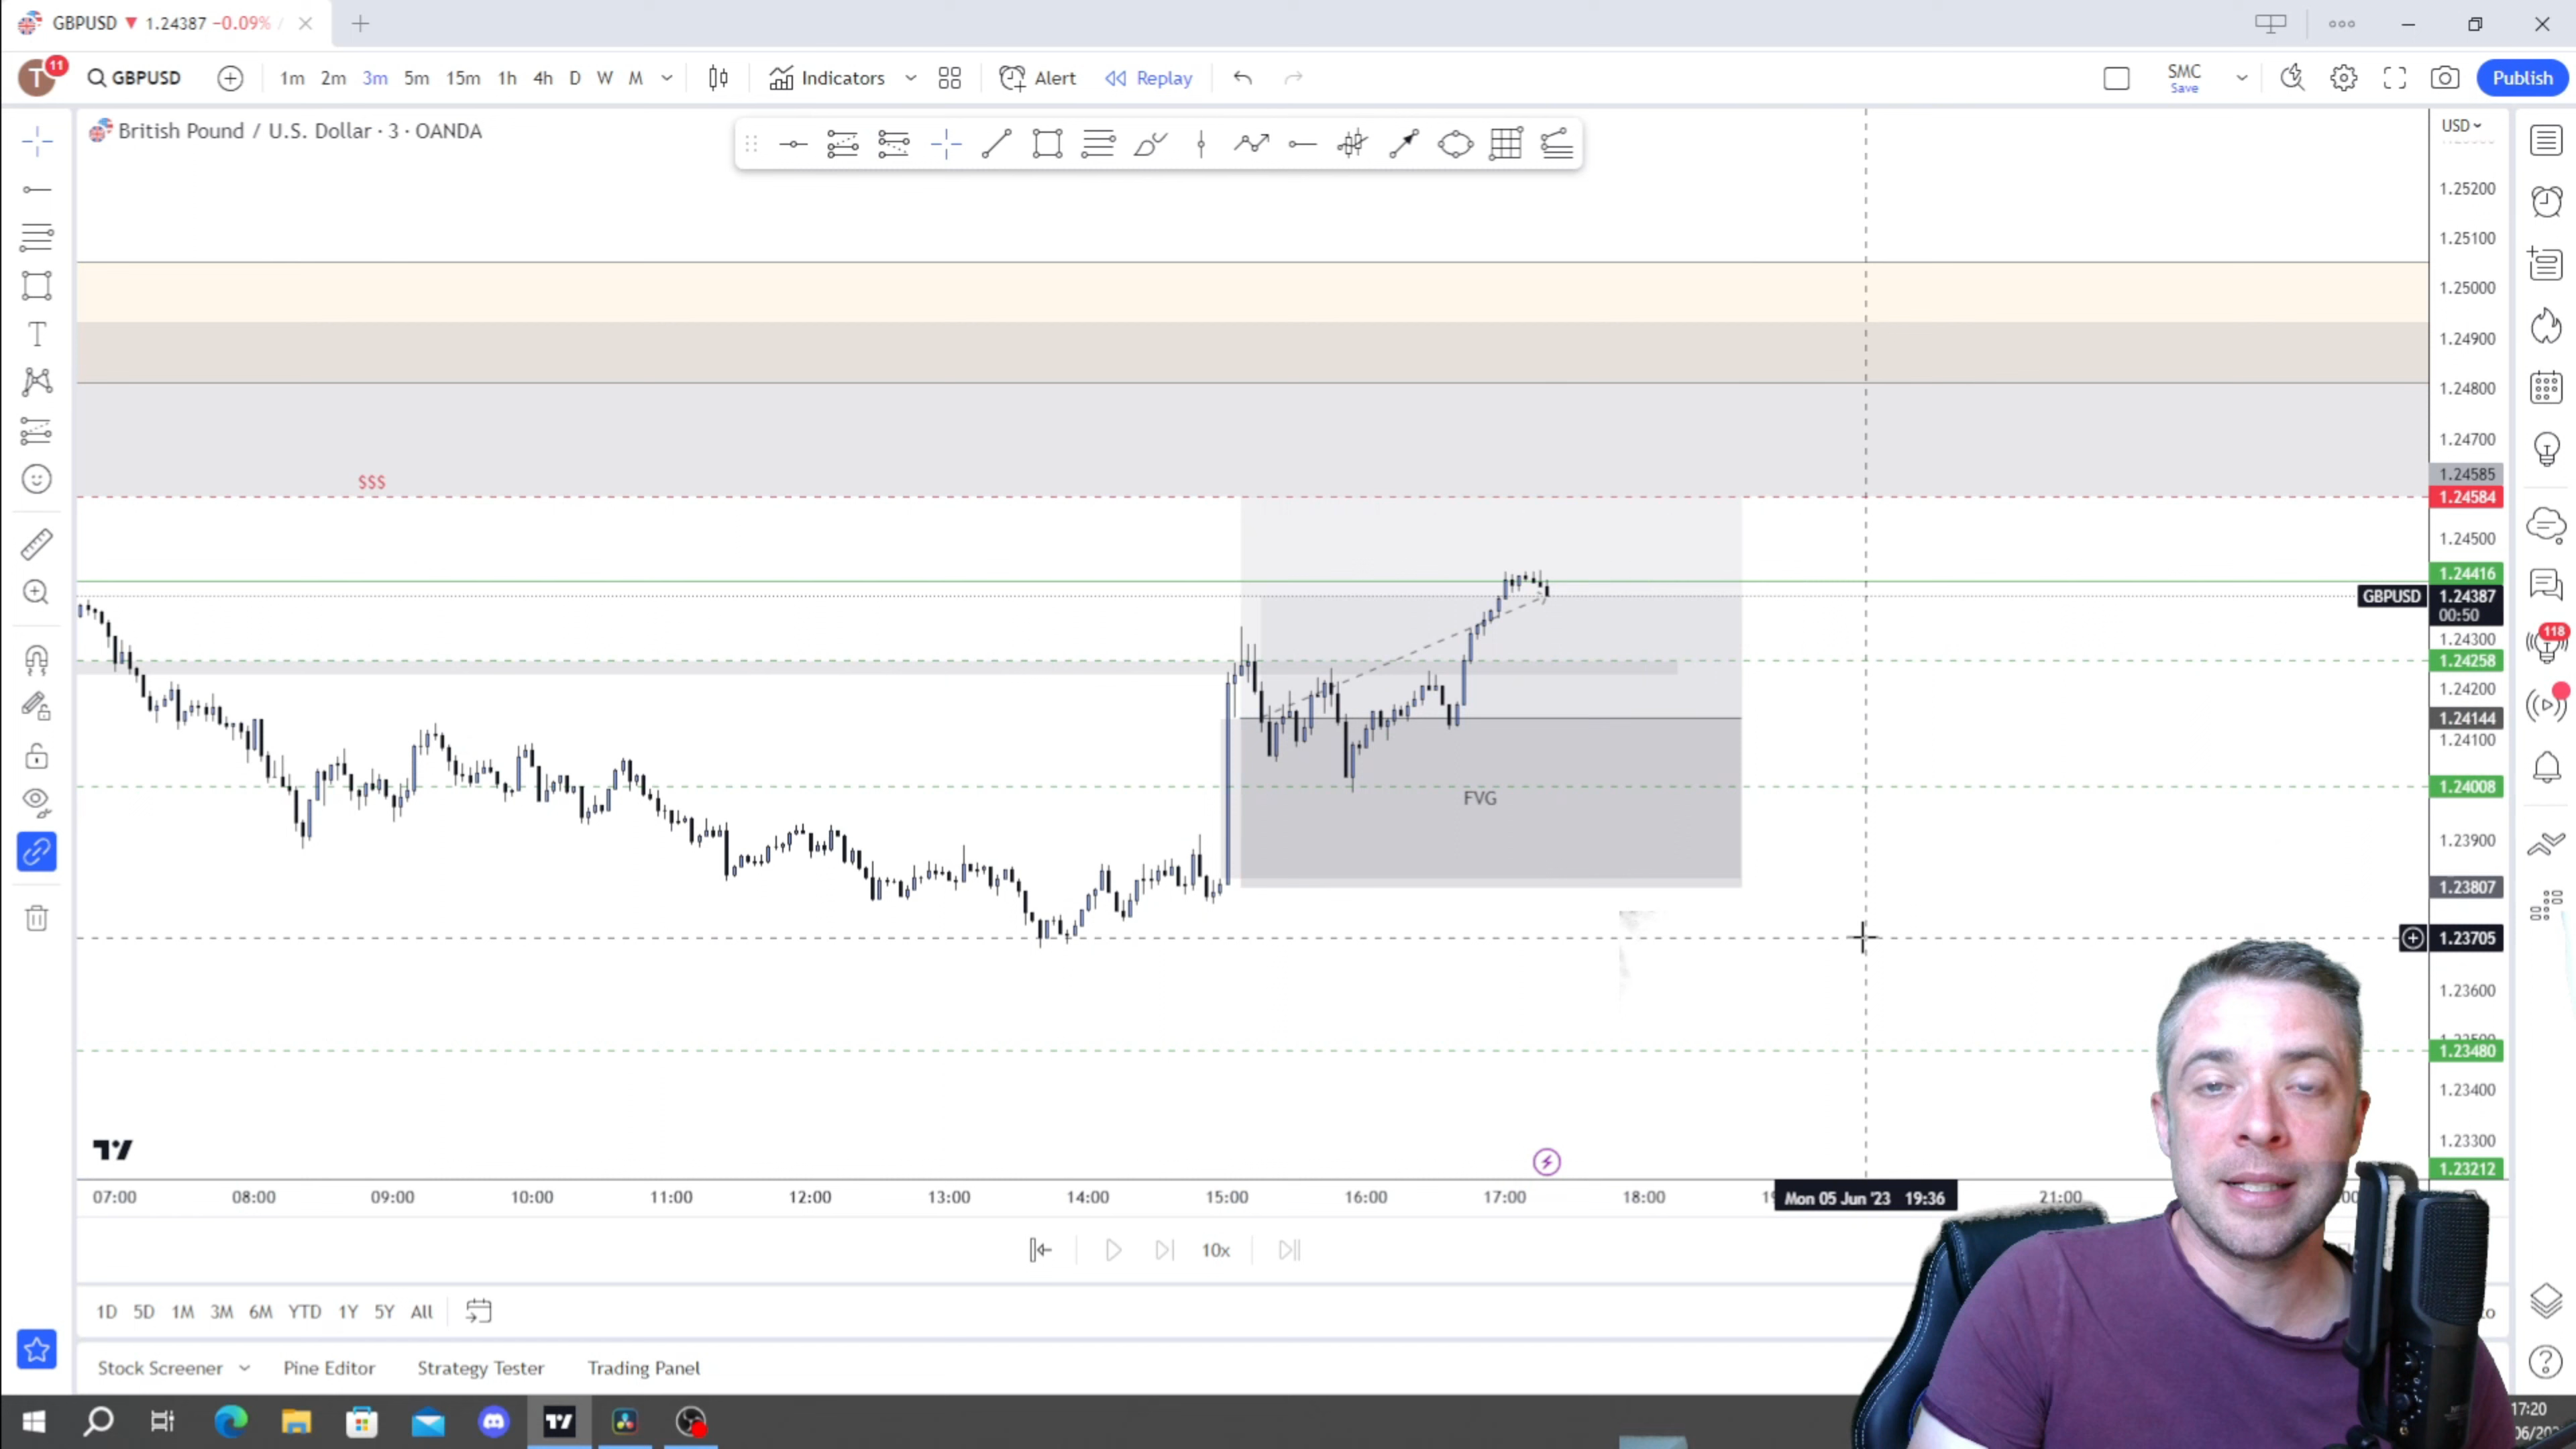 GBPUSD ▼ 1.24387 −0.09% /
T 11 GBPUSD 1m 2m 3m 5m 15m 1h 4h D W M Indicators Alert Replay SMC Save Publish
British Pound / U.S. Dollar · 3 · OANDA
USD
1.25200
1.25100
1.25000
1.24900
1.24800
1.24700
1.24585
$$$
1.24584
1.24500
1.24416
GBPUSD 1.24387
00:50
118
1.24300
1.24258
1.24200
1.24144
1.24100
1.24008
FVG
1.23900
1.23807
1.23705
1.23600
1.23480
1.23400
1.23300
1.23212
07:00 08:00 09:00 10:00 11:00 12:00 13:00 14:00 15:00 16:00 17:00 18:00 Mon 05 Jun '23 19:36 21:00
10x
1D 5D 1M 3M 6M YTD 1Y 5Y All
Stock Screener Pine Editor Strategy Tester Trading Panel
17:20